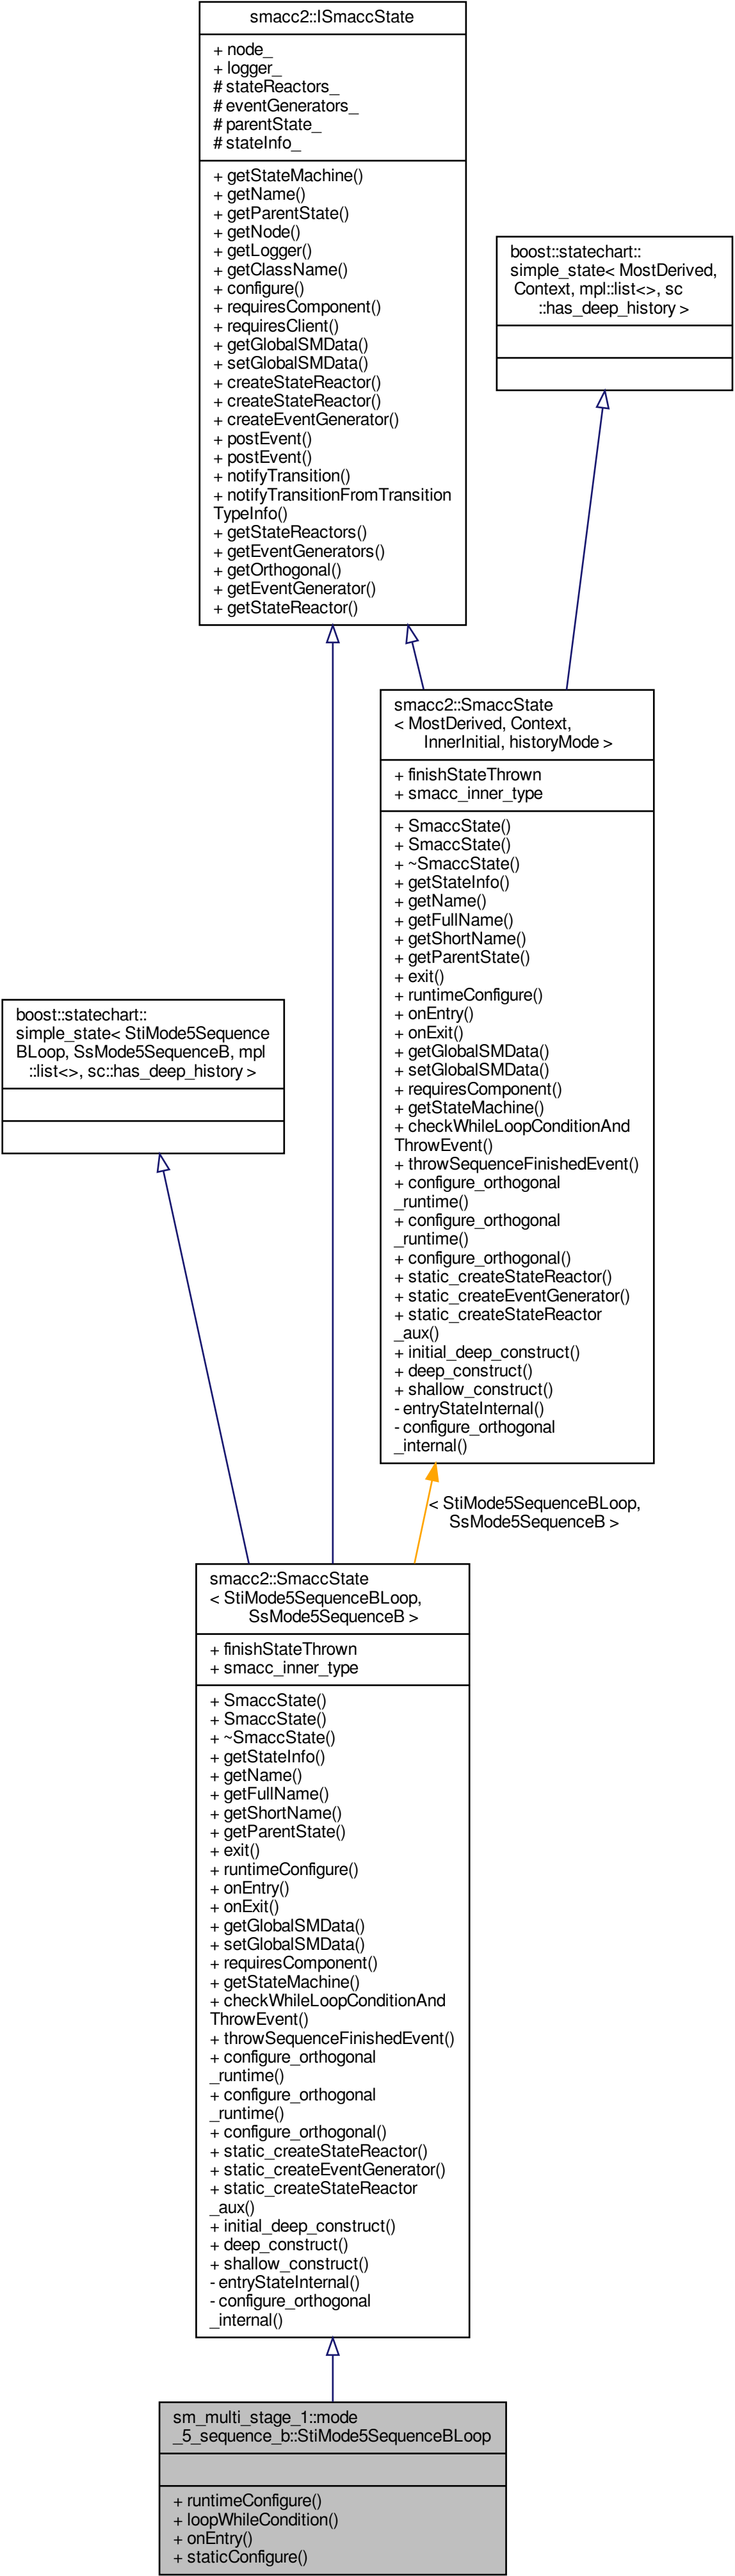 smacc2::ISmaccState
+ node_
+ logger_
# stateReactors_
# eventGenerators_
# parentState_
# stateInfo_
+ getStateMachine()
+ getName()
+ getParentState()
+ getNode()
+ getLogger()
+ getClassName()
+ configure()
+ requiresComponent()
+ requiresClient()
+ getGlobalSMData()
+ setGlobalSMData()
+ createStateReactor()
+ createStateReactor()
+ createEventGenerator()
+ postEvent()
+ postEvent()
+ notifyTransition()
+ notifyTransitionFromTransition
TypeInfo()
+ getStateReactors()
+ getEventGenerators()
+ getOrthogonal()
+ getEventGenerator()
+ getStateReactor()
boost::statechart::
simple_state< MostDerived,
Context, mpl::list<>, sc
::has_deep_history >
smacc2::SmaccState
< MostDerived, Context,
InnerInitial, historyMode >
+ finishStateThrown
+ smacc_inner_type
+ SmaccState()
+ SmaccState()
+ ~SmaccState()
+ getStateInfo()
+ getName()
+ getFullName()
+ getShortName()
+ getParentState()
+ exit()
+ runtimeConfigure()
+ onEntry()
+ onExit()
+ getGlobalSMData()
+ setGlobalSMData()
+ requiresComponent()
+ getStateMachine()
+ checkWhileLoopConditionAnd
ThrowEvent()
+ throwSequenceFinishedEvent()
+ configure_orthogonal
_runtime()
+ configure_orthogonal
_runtime()
+ configure_orthogonal()
+ static_createStateReactor()
+ static_createEventGenerator()
+ static_createStateReactor
_aux()
+ initial_deep_construct()
+ deep_construct()
+ shallow_construct()
- entryStateInternal()
- configure_orthogonal
_internal()
boost::statechart::
simple_state< StiMode5Sequence
BLoop, SsMode5SequenceB, mpl
::list<>, sc::has_deep_history >
< StiMode5SequenceBLoop,
SsMode5SequenceB >
smacc2::SmaccState
< StiMode5SequenceBLoop,
SsMode5SequenceB >
+ finishStateThrown
+ smacc_inner_type
+ SmaccState()
+ SmaccState()
+ ~SmaccState()
+ getStateInfo()
+ getName()
+ getFullName()
+ getShortName()
+ getParentState()
+ exit()
+ runtimeConfigure()
+ onEntry()
+ onExit()
+ getGlobalSMData()
+ setGlobalSMData()
+ requiresComponent()
+ getStateMachine()
+ checkWhileLoopConditionAnd
ThrowEvent()
+ throwSequenceFinishedEvent()
+ configure_orthogonal
_runtime()
+ configure_orthogonal
_runtime()
+ configure_orthogonal()
+ static_createStateReactor()
+ static_createEventGenerator()
+ static_createStateReactor
_aux()
+ initial_deep_construct()
+ deep_construct()
+ shallow_construct()
- entryStateInternal()
- configure_orthogonal
_internal()
sm_multi_stage_1::mode
_5_sequence_b::StiMode5SequenceBLoop
+ runtimeConfigure()
+ loopWhileCondition()
+ onEntry()
+ staticConfigure()